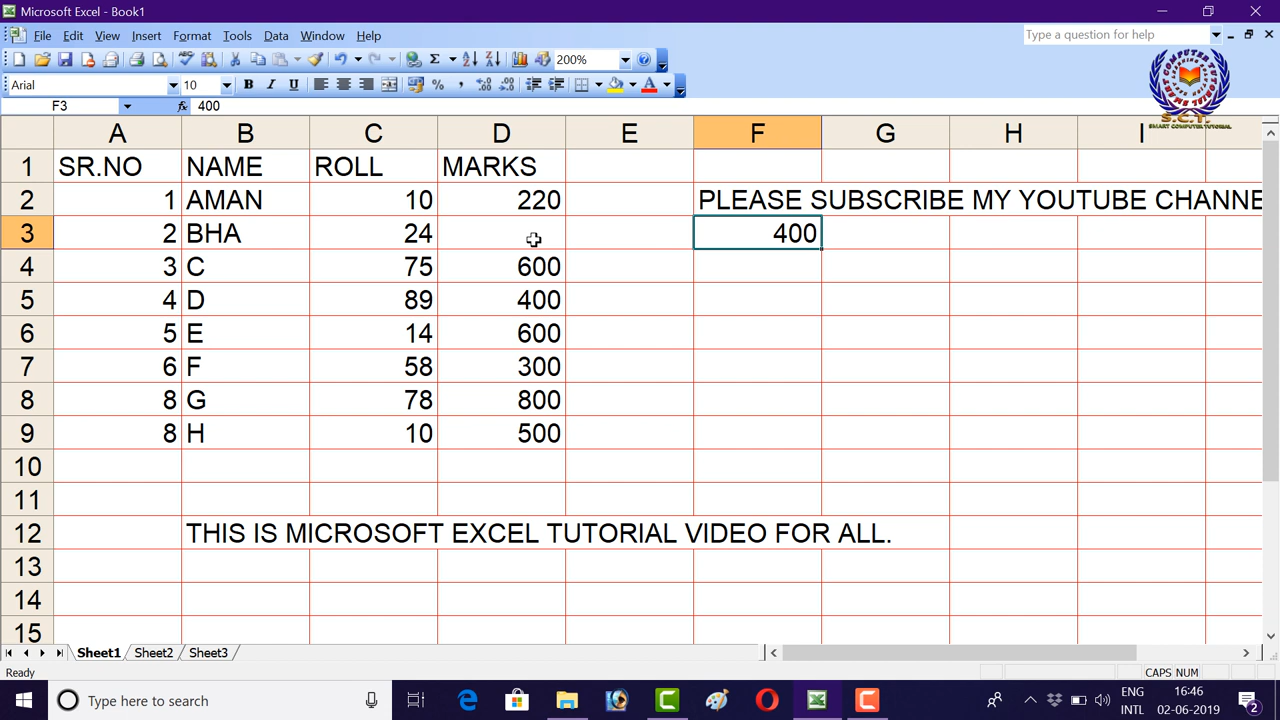 Microsoft Excel - Book1
File Edit View Insert Format Tools Data Window Help
Type a question for help
200%
Arial 10 B I U % ,
F3 fx 400
A B C D E F G H I
1 SR.NO NAME ROLL MARKS
2 1 AMAN 10 220 PLEASE SUBSCRIBE MY YOUTUBE CHANNE
3 2 BHA 24 400
4 3 C 75 600
5 4 D 89 400
6 5 E 14 600
7 6 F 58 300
8 8 G 78 800
9 8 H 10 500
10
11
12 THIS IS MICROSOFT EXCEL TUTORIAL VIDEO FOR ALL.
13
14
15
Sheet1 Sheet2 Sheet3
Ready
CAPS NUM
Type here to search
ENG
INTL
16:46
02-06-2019
2
S.C.T.
SMART COMPUTER TUTORIAL